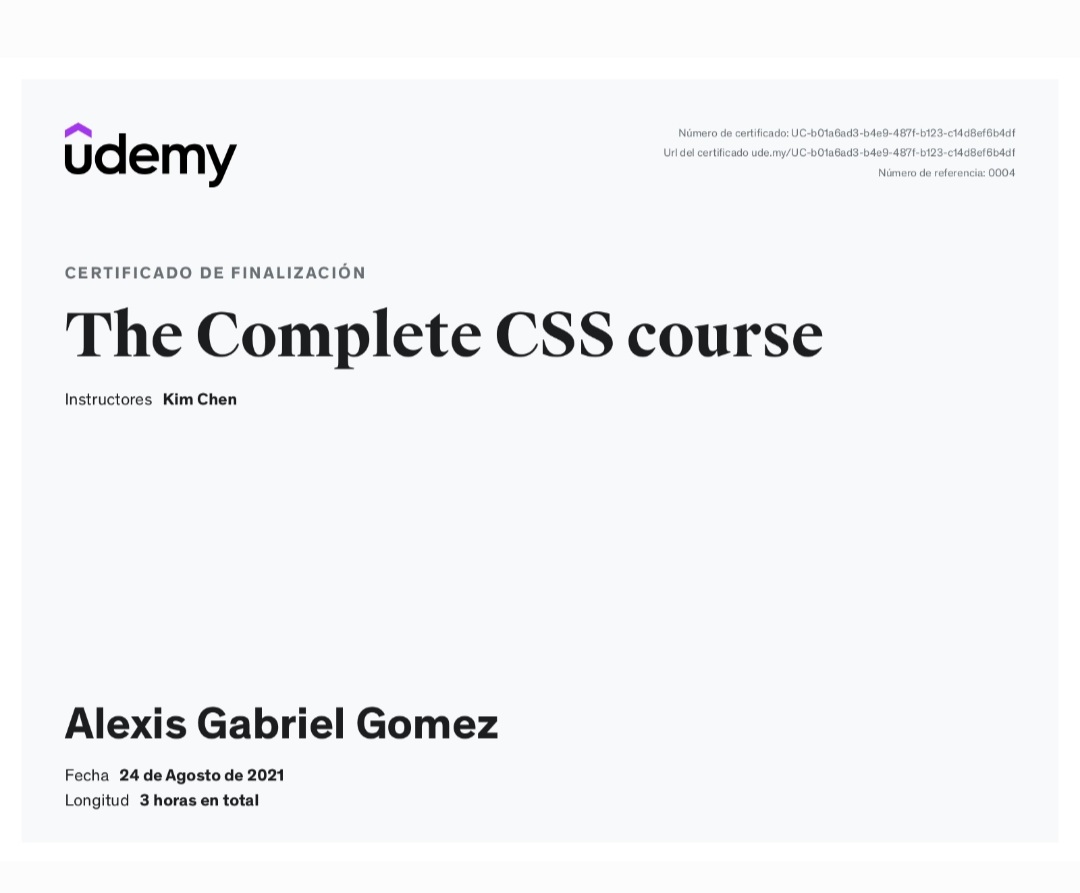 udemy
Número de certificado: UC-b01a6ad3-b4e9-487f-b123-c14d8ef6b4df
Url del certificado ude.my/UC-b01a6ad3-b4e9-487f-b123-c14d8ef6b4df
Número de referencia: 0004
CERTIFICADO DE FINALIZACIÓN
The Complete CSS course
Instructores Kim Chen
Alexis Gabriel Gomez
Fecha 24 de Agosto de 2021
Longitud 3 horas en total